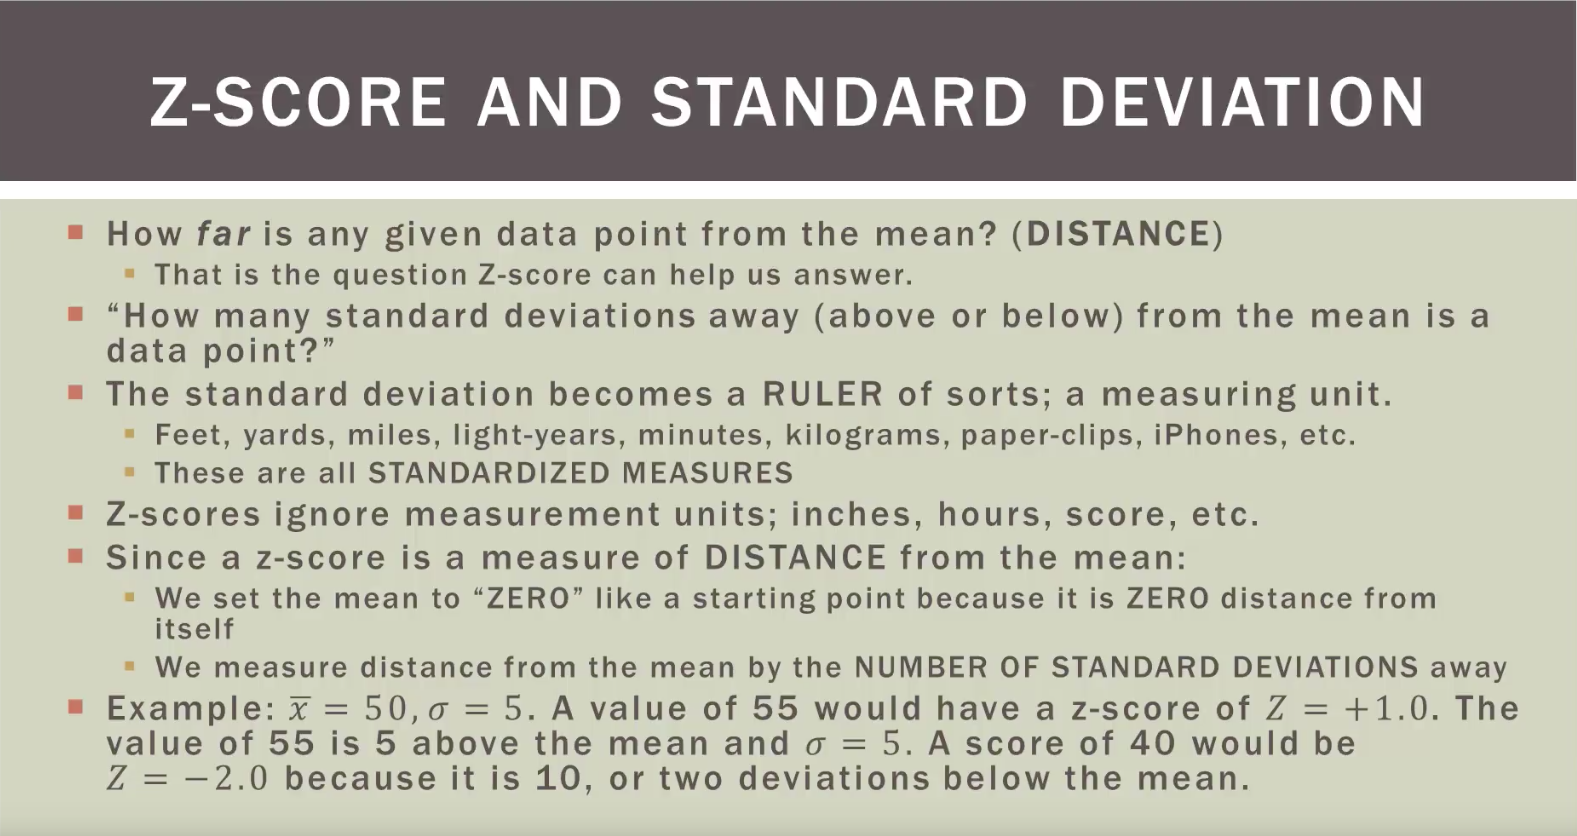 Z-SCORE AND STANDARD DEVIATION
How far is any given data point from the mean? (DISTANCE)
That is the question Z-score can help us answer.
“How many standard deviations away (above or below) from the mean is a
data point?”
The standard deviation becomes a RULER of sorts; a measuring unit.
Feet, yards, miles, light-years, minutes, kilograms, paper-clips, iPhones, etc.
These are all STANDARDIZED MEASURES
Z-scores ignore measurement units; inches, hours, score, etc.
Since a z-score is a measure of DISTANCE from the mean:
We set the mean to “ZERO” like a starting point because it is ZERO distance from
itself
We measure distance from the mean by the NUMBER OF STANDARD DEVIATIONS away
Example: x̅ = 50, σ = 5. A value of 55 would have a z-score of Z = +1.0. The
value of 55 is 5 above the mean and σ = 5. A score of 40 would be
Z = −2.0 because it is 10, or two deviations below the mean.